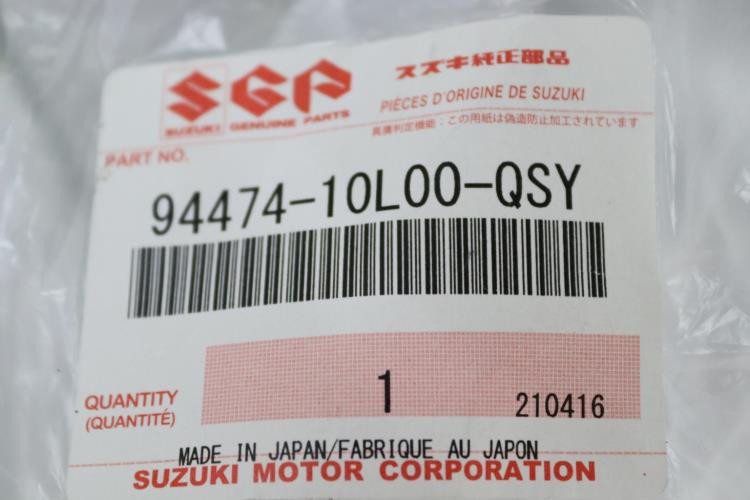 SGP
SUZUKI GENUINE PARTS
スズキ純正部品
PIÈCES D'ORIGINE DE SUZUKI
真贋判定機能:この用紙は偽造防止加工されています
PART NO.
94474-10L00-QSY
QUANTITY
(QUANTITÉ)
1
210416
MADE IN JAPAN/FABRIQUE AU JAPON
SUZUKI MOTOR CORPORATION